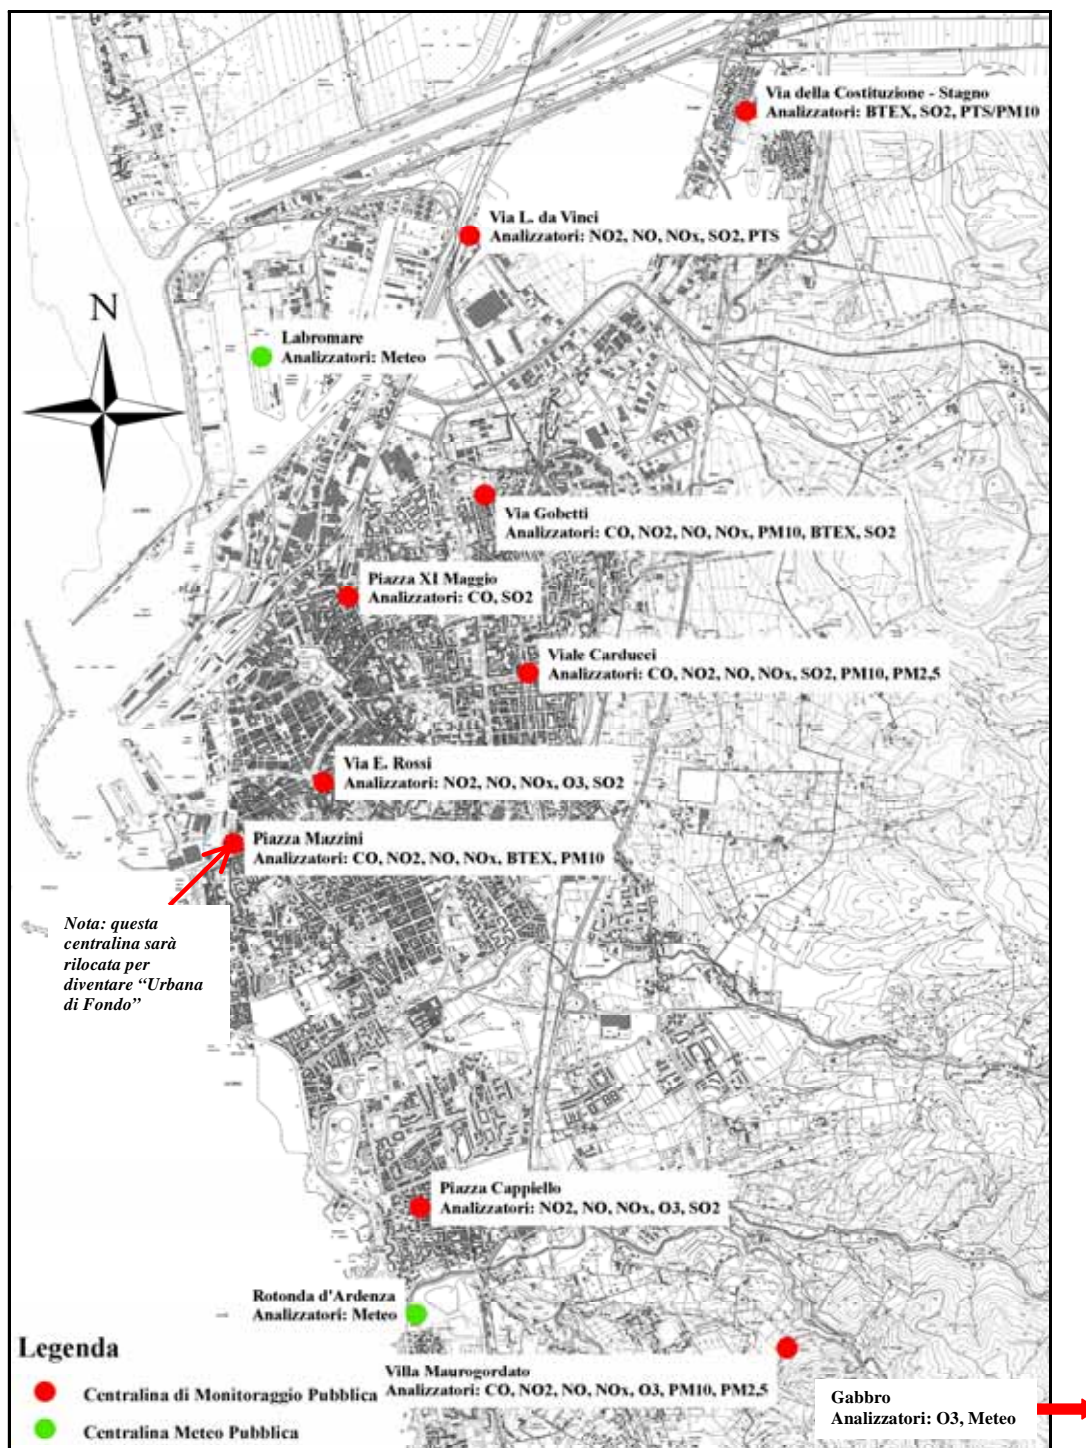 Via della Costituzione - Stagno
Analizzatori: BTEX, SO2, PTS/PM10
Via L. da Vinci
Analizzatori: NO2, NO, NOx, SO2, PTS
N
Labromare
Analizzatori: Meteo
Via Gobetti
Analizzatori: CO, NO2, NO, NOx, PM10, BTEX, SO2
Piazza XI Maggio
Analizzatori: CO, SO2
Viale Carducci
Analizzatori: CO, NO2, NO, NOx, SO2, PM10, PM2,5
Via E. Rossi
Analizzatori: NO2, NO, NOx, O3, SO2
Piazza Mazzini
Analizzatori: CO, NO2, NO, NOx, BTEX, PM10
Nota: questa
centralina sarà
rilocata per
diventare “Urbana
di Fondo”
Piazza Cappiello
Analizzatori: NO2, NO, NOx, O3, SO2
Rotonda d'Ardenza
Analizzatori: Meteo
Villa Maurogordato
Analizzatori: CO, NO2, NO, NOx, O3, PM10, PM2,5
Gabbro
Analizzatori: O3, Meteo
Legenda
Centralina di Monitoraggio Pubblica
Centralina Meteo Pubblica